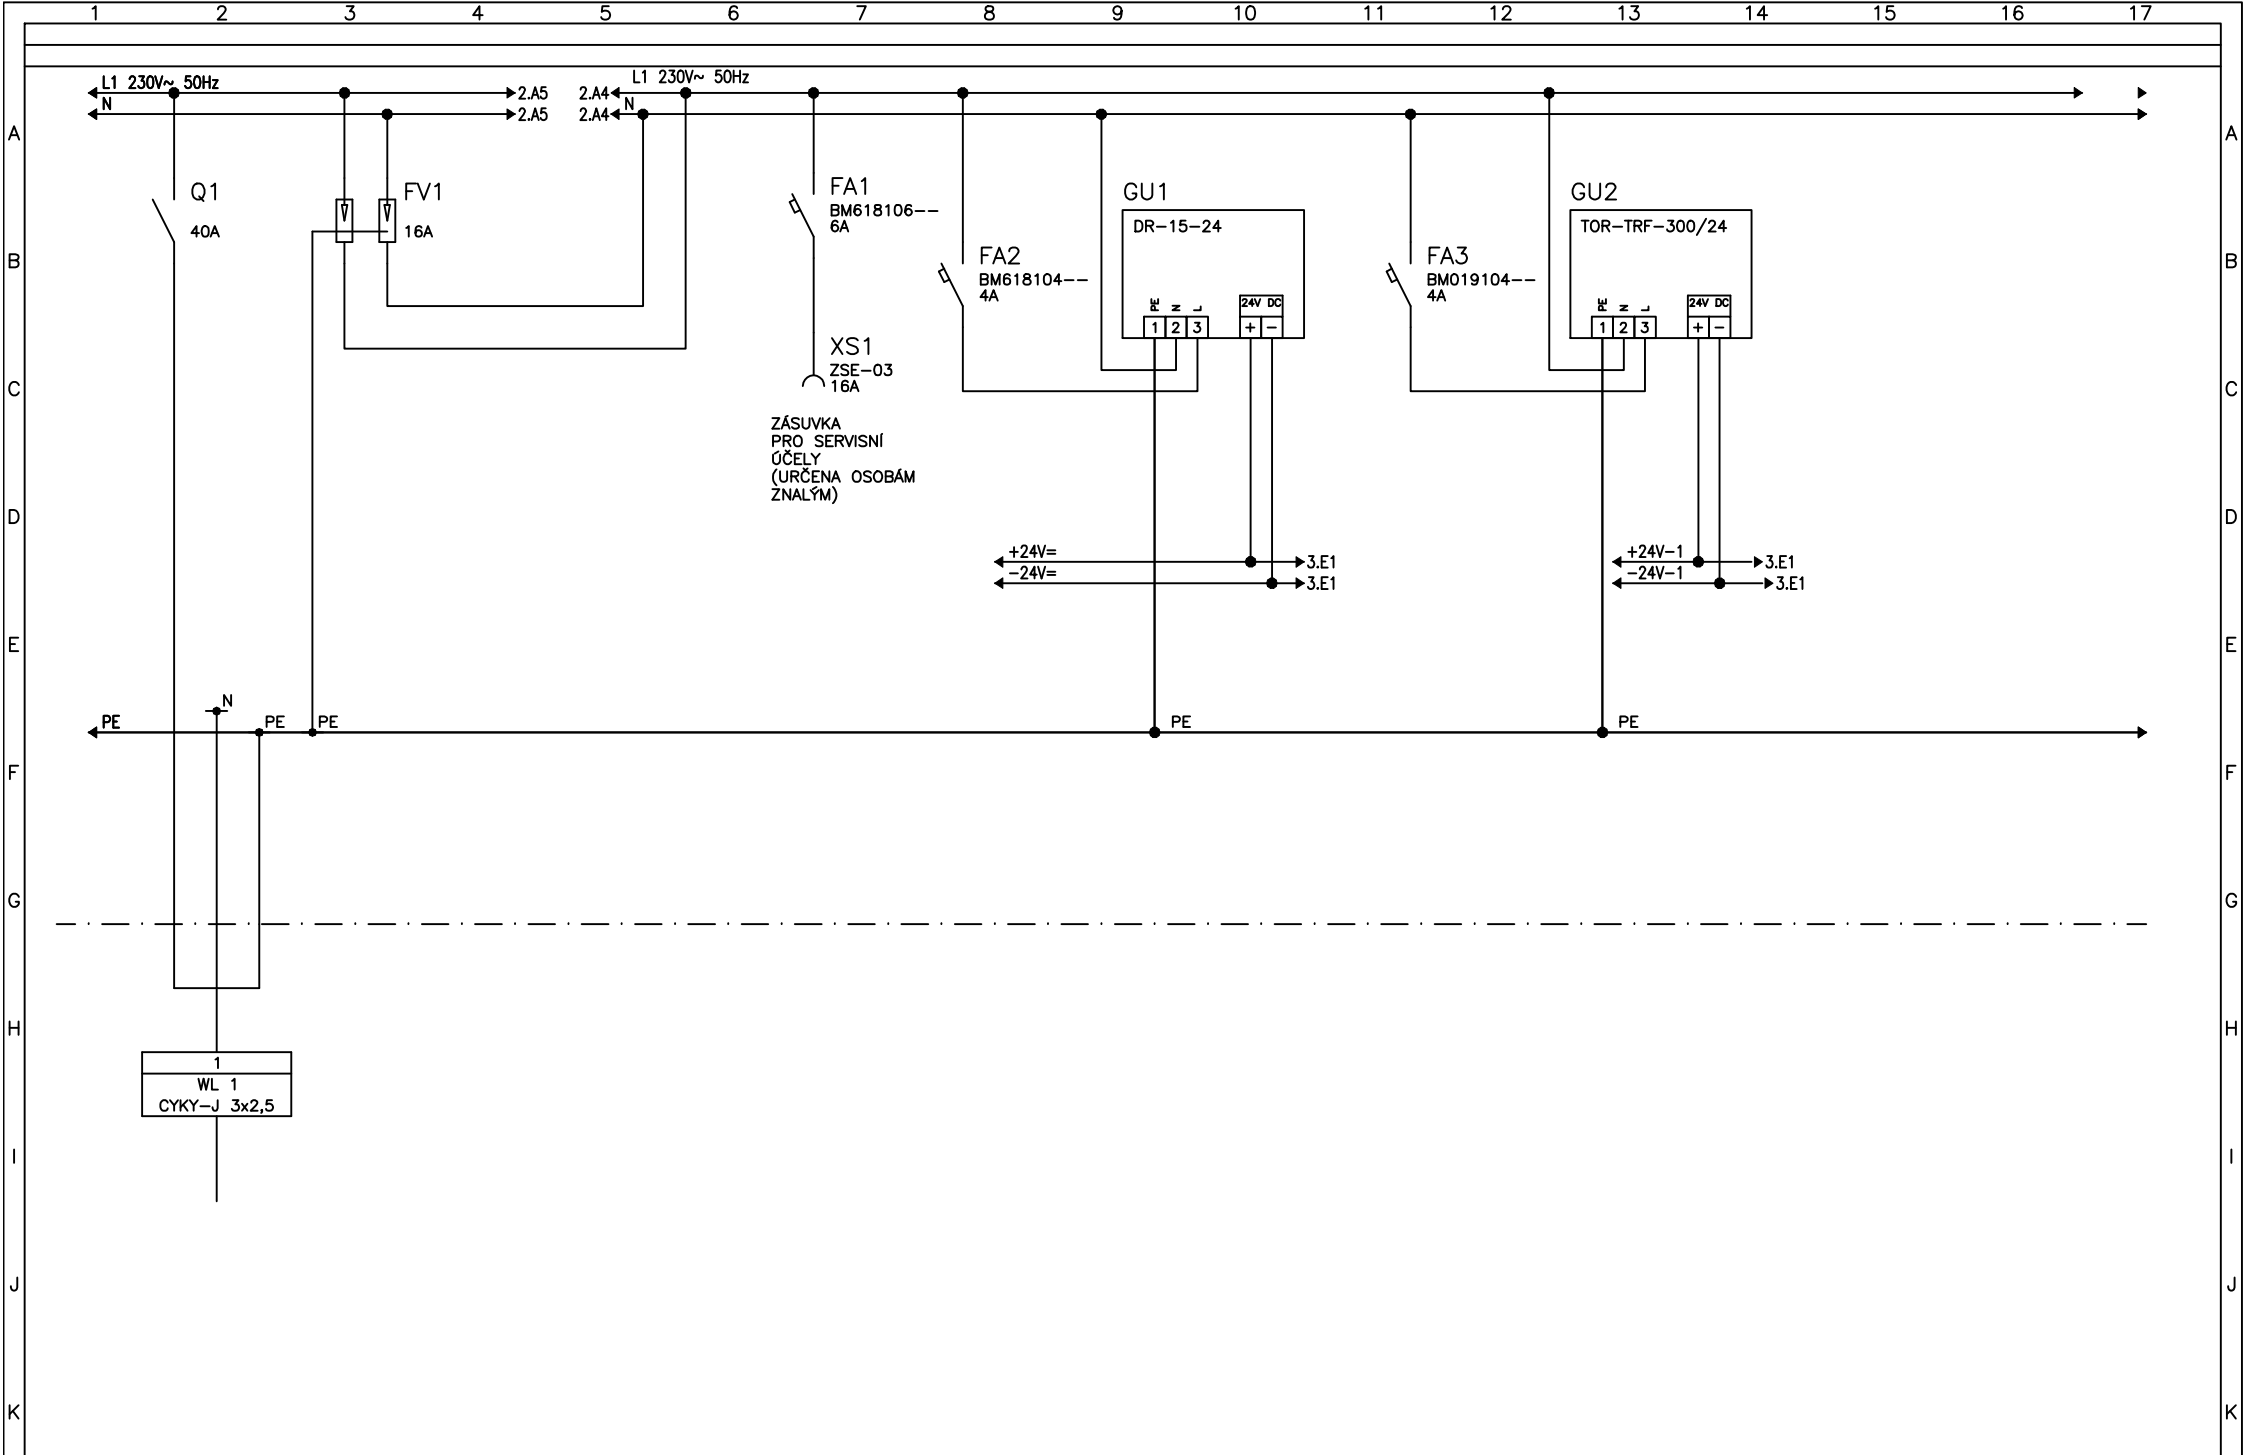 1 2 3 4 5 6 7 8 9 10 11 12 13 14 15 16 17
L1 230V~ 50Hz
2.A5
2.A4
L1 230V~ 50Hz
N
2.A5
2.A4
N
A
A
Q1
40A
FV1
16A
FA1
BM618106--
6A
FA2
BM618104--
4A
GU1
DR-15-24
PE N L
24V DC
1 2 3 + -
FA3
BM019104--
4A
GU2
TOR-TRF-300/24
PE N L
24V DC
1 2 3 + -
B
B
XS1
ZSE-03
16A
C
C
ZÁSUVKA
PRO SERVISNÍ
ÚČELY
(URČENA OSOBÁM
ZNALÝM)
D
D
+24V=
3.E1
-24V=
3.E1
+24V-1
3.E1
-24V-1
3.E1
E
E
N
PE
PE
PE
PE
PE
F
F
G
G
H
H
1
WL 1
CYKY-J 3x2,5
I
I
J
J
K
K